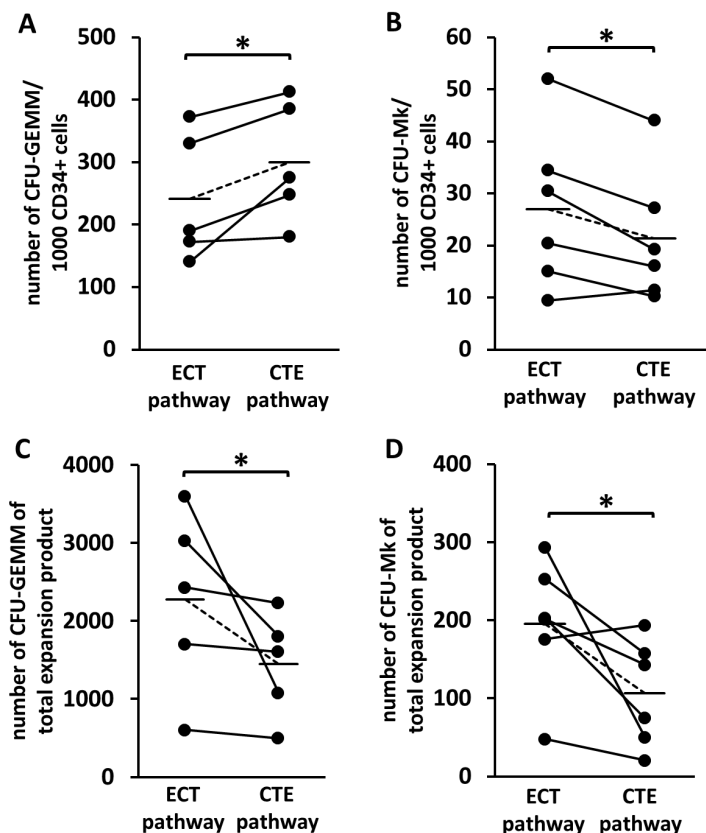 A
number of CFU-GEMM/
1000 CD34+ cells
500
400
300
200
100
0
*
ECT
pathway
CTE
pathway
B
number of CFU-Mk/
1000 CD34+ cells
60
50
40
30
20
10
0
*
ECT
pathway
CTE
pathway
C
number of CFU-GEMM of
total expansion product
4000
3000
2000
1000
0
*
ECT
pathway
CTE
pathway
D
number of CFU-Mk of
total expansion product
400
300
200
100
0
*
ECT
pathway
CTE
pathway